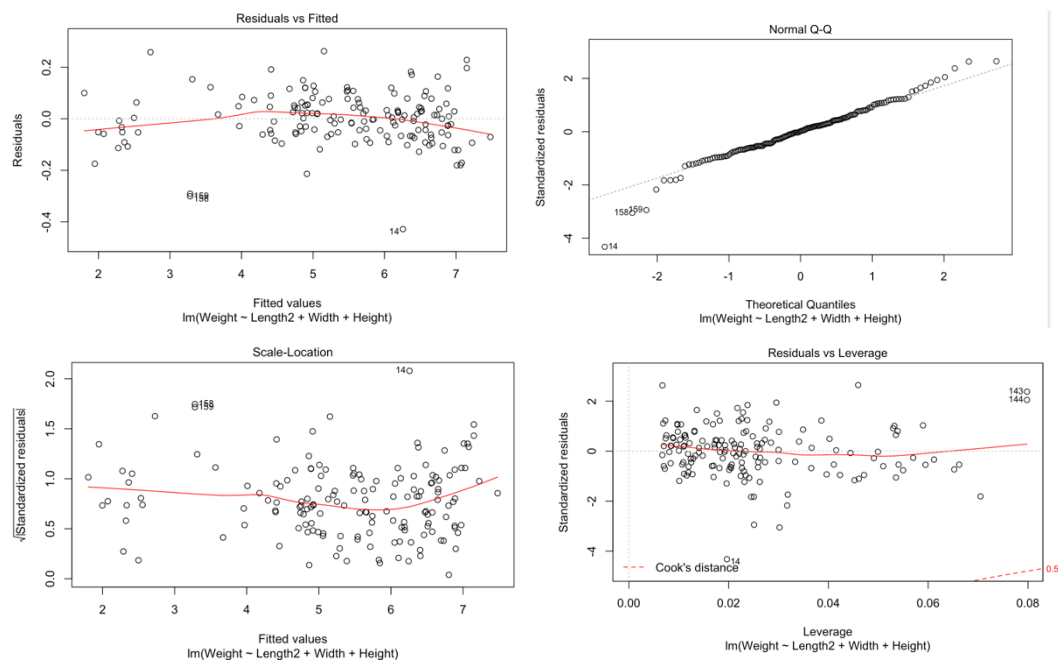 Residuals vs Fitted
Residuals
0.2
0.0
-0.2
-0.4
159
158
14
2 3 4 5 6 7
Fitted values
lm(Weight ~ Length2 + Width + Height)
Normal Q-Q
Standardized residuals
2
0
-2
-4
158
159
14
-2 -1 0 1 2
Theoretical Quantiles
lm(Weight ~ Length2 + Width + Height)
Scale-Location
√|Standardized residuals|
2.0
1.5
1.0
0.5
0.0
14
158
159
2 3 4 5 6 7
Fitted values
lm(Weight ~ Length2 + Width + Height)
Residuals vs Leverage
Standardized residuals
2
0
-2
-4
143
144
14
Cook's distance
0.5
0.00 0.02 0.04 0.06 0.08
Leverage
lm(Weight ~ Length2 + Width + Height)